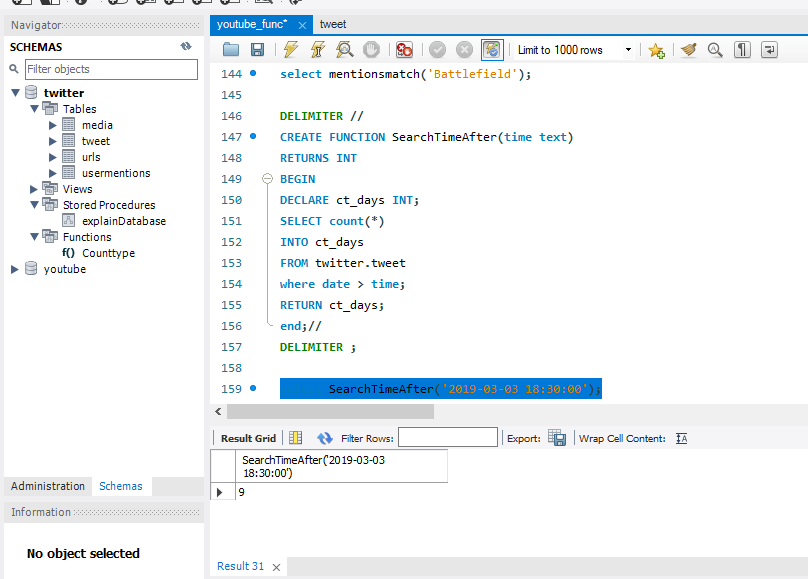 Navigator
youtube_func* tweet
SCHEMAS
Filter objects
Limit to 1000 rows
twitter
Tables
media
tweet
urls
usermentions
Views
Stored Procedures
explainDatabase
Functions
f() Counttype
youtube
144 select mentionsmatch('Battlefield');
145
146 DELIMITER //
147 CREATE FUNCTION SearchTimeAfter(time text)
148 RETURNS INT
149 BEGIN
150 DECLARE ct_days INT;
151 SELECT count(*)
152 INTO ct_days
153 FROM twitter.tweet
154 where date > time;
155 RETURN ct_days;
156 end;//
157 DELIMITER ;
158
159 SearchTimeAfter('2019-03-03 18:30:00');
Result Grid Filter Rows: Export: Wrap Cell Content: IA
SearchTimeAfter('2019-03-03
18:30:00')
9
Administration Schemas
Information
No object selected
Result 31